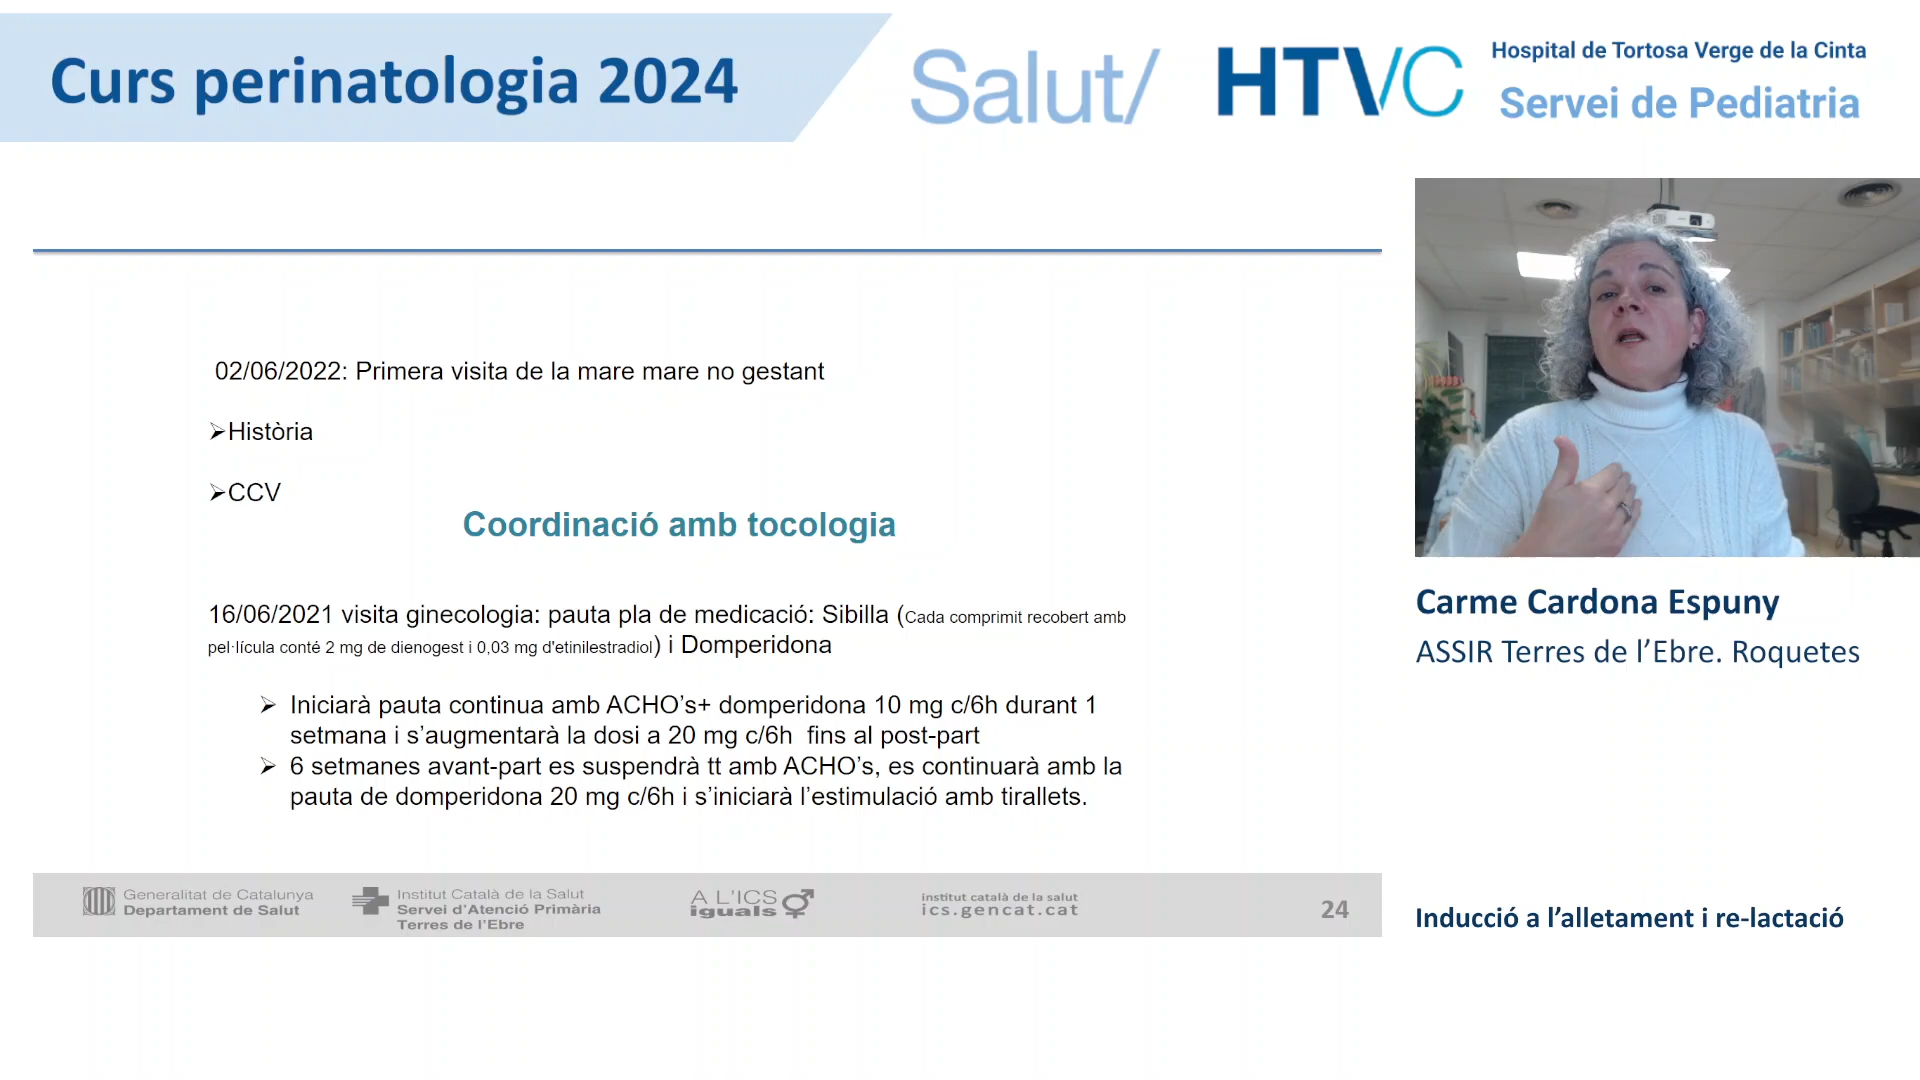 Curs perinatologia 2024
Salut/
HTVC
Hospital de Tortosa Verge de la Cinta
Servei de Pediatria
02/06/2022: Primera visita de la mare mare no gestant
➢Història
➢CCV
Coordinació amb tocologia
16/06/2021 visita ginecologia: pauta pla de medicació: Sibilla (Cada comprimit recobert amb
pel·lícula conté 2 mg de dienogest i 0,03 mg d'etinilestradiol) i Domperidona
➢ Iniciarà pauta continua amb ACHO’s+ domperidona 10 mg c/6h durant 1
setmana i s’augmentarà la dosi a 20 mg c/6h fins al post-part
➢ 6 setmanes avant-part es suspendrà tt amb ACHO’s, es continuarà amb la
pauta de domperidona 20 mg c/6h i s’iniciarà l’estimulació amb tirallets.
Generalitat de Catalunya
Departament de Salut
Institut Català de la Salut
Servei d’Atenció Primària
Terres de l’Ebre
A L’ICS
iguals
institut català de la salut
ics.gencat.cat
24
Carme Cardona Espuny
ASSIR Terres de l’Ebre. Roquetes
Inducció a l’alletament i re-lactació